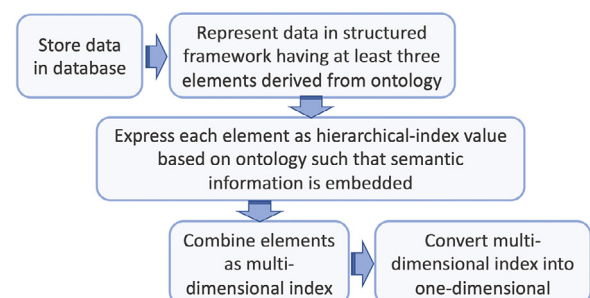 Store data
in database
Represent data in structured
framework having at least three
elements derived from ontology
Express each element as hierarchical-index value
based on ontology such that semantic
information is embedded
Combine elements
as multi-
dimensional index
Convert multi-
dimensional index into
one-dimensional